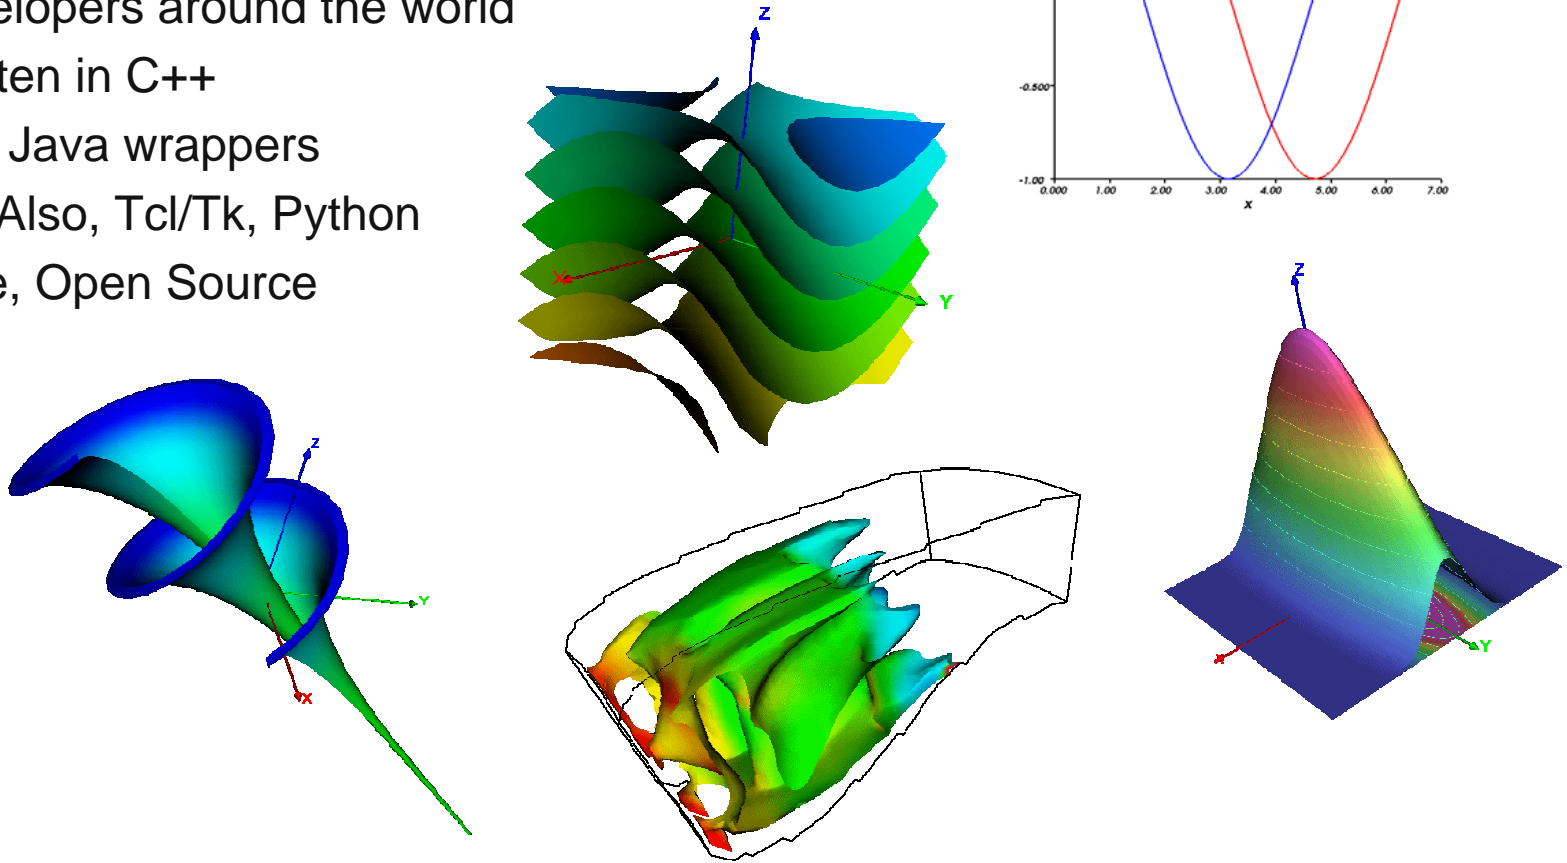 elopers around the world
ten in C++
Java wrappers
Also, Tcl/Tk, Python
e, Open Source
-0.500
-1.00
0.000 1.00 2.00 3.00 4.00 5.00 6.00 7.00
x
Z
X
Y
Z
Y
X
Z
X
Y